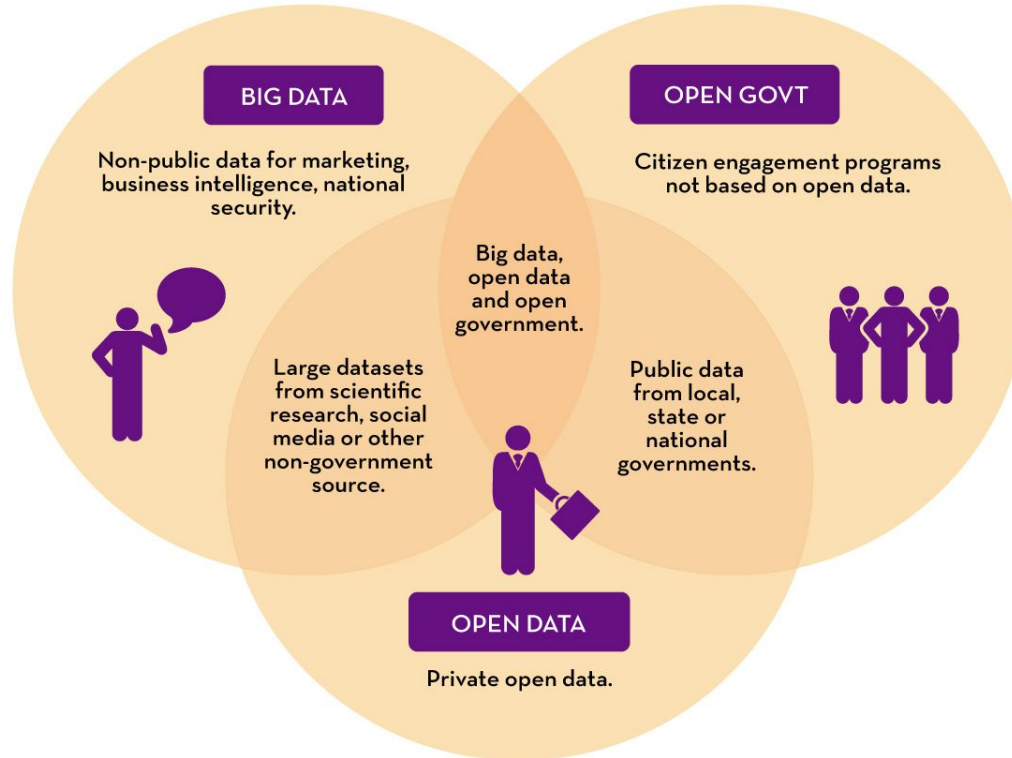 BIG DATA
Non-public data for marketing,
business intelligence, national
security.
OPEN GOVT
Citizen engagement programs
not based on open data.
Big data,
open data
and open
government.
Large datasets
from scientific
research, social
media or other
non-government
source.
Public data
from local,
state or
national
governments.
OPEN DATA
Private open data.